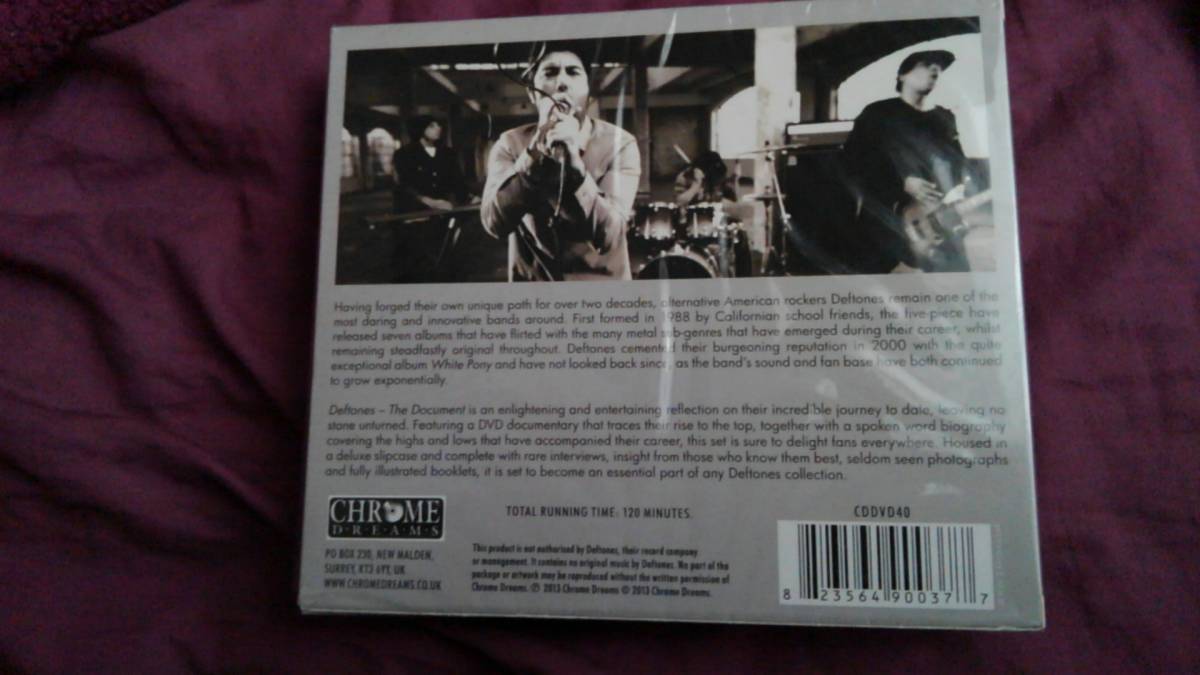 Having forged their own unique path for over two decades, alternative American rockers Deftones remain one of the
most daring and innovative bands around. First formed in 1988 by Californian school friends, the five-piece have
released seven albums that have flirted with the many metal sub-genres that have emerged during their career, whilst
remaining steadfastly original throughout. Deftones cemented their burgeoning reputation in 2000 with the quite
exceptional album White Pony and have not looked back since, as the band's sound and fan base have both continued
to grow exponentially.
Deftones – The Document is an enlightening and entertaining reflection on their incredible journey to date, leaving no
stone unturned. Featuring a DVD documentary that traces their rise to the top, together with a spoken word biography
covering the highs and lows that have accompanied their career, this set is sure to delight fans everywhere. Housed in
a deluxe slipcase and complete with rare interviews, insight from those who know them best, seldom seen photographs
and fully illustrated booklets, it is set to become an essential part of any Deftones collection.
CHROME
D·R·E·A·M·S
PO BOX 230, NEW MALDEN,
SURREY, KT3 6YY, UK
WWW.CHROMEDREAMS.CO.UK
TOTAL RUNNING TIME: 120 MINUTES.
This product is not authorised by Deftones, their record company
or management. It contains no original music by Deftones. No part of the
package or artwork may be reproduced without the written permission of
Chrome Dreams. ℗ 2013 Chrome Dreams © 2013 Chrome Dreams.
CDDVD40
8 23564 90037 7